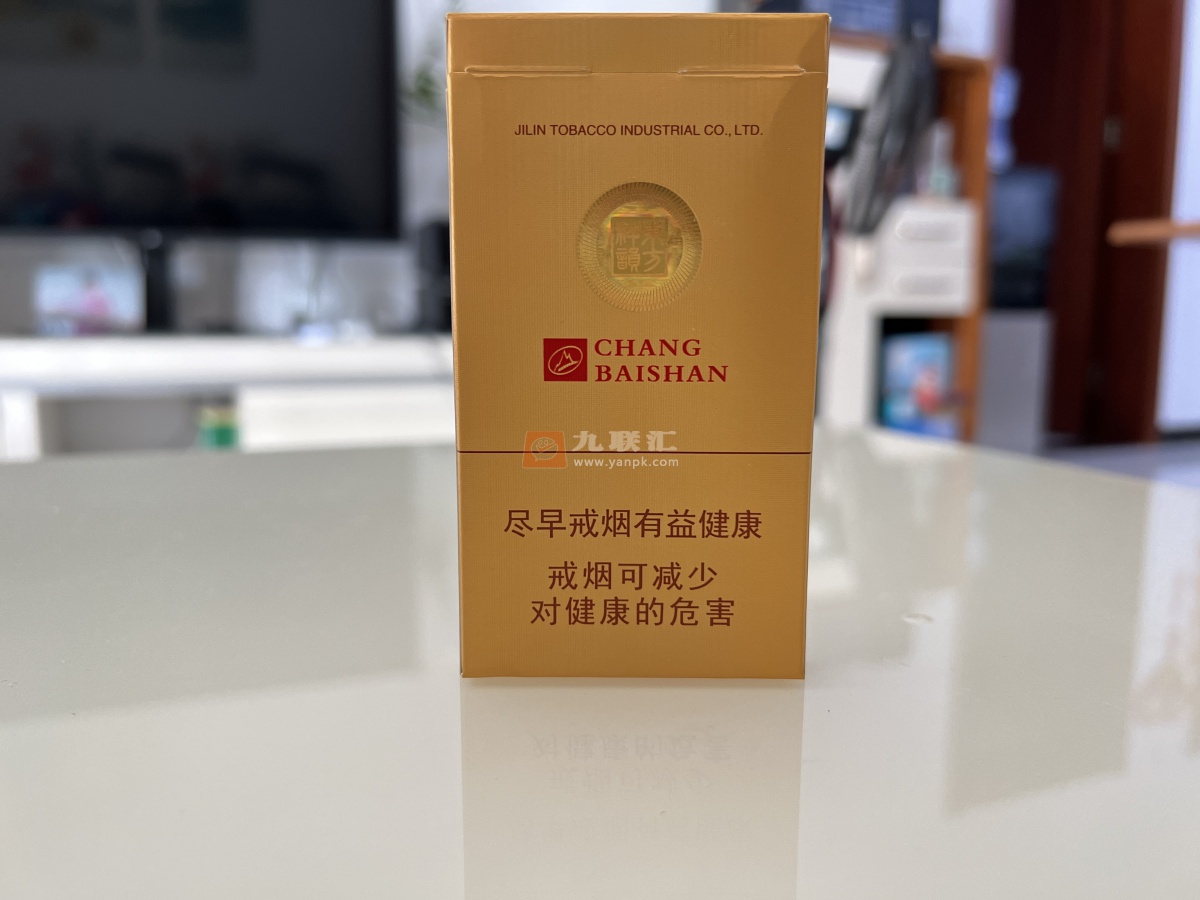 JILIN TOBACCO INDUSTRIAL CO., LTD.
CHANG
BAISHAN
九联汇
www.yanpk.com
尽早戒烟有益健康
戒烟可减少
对健康的危害